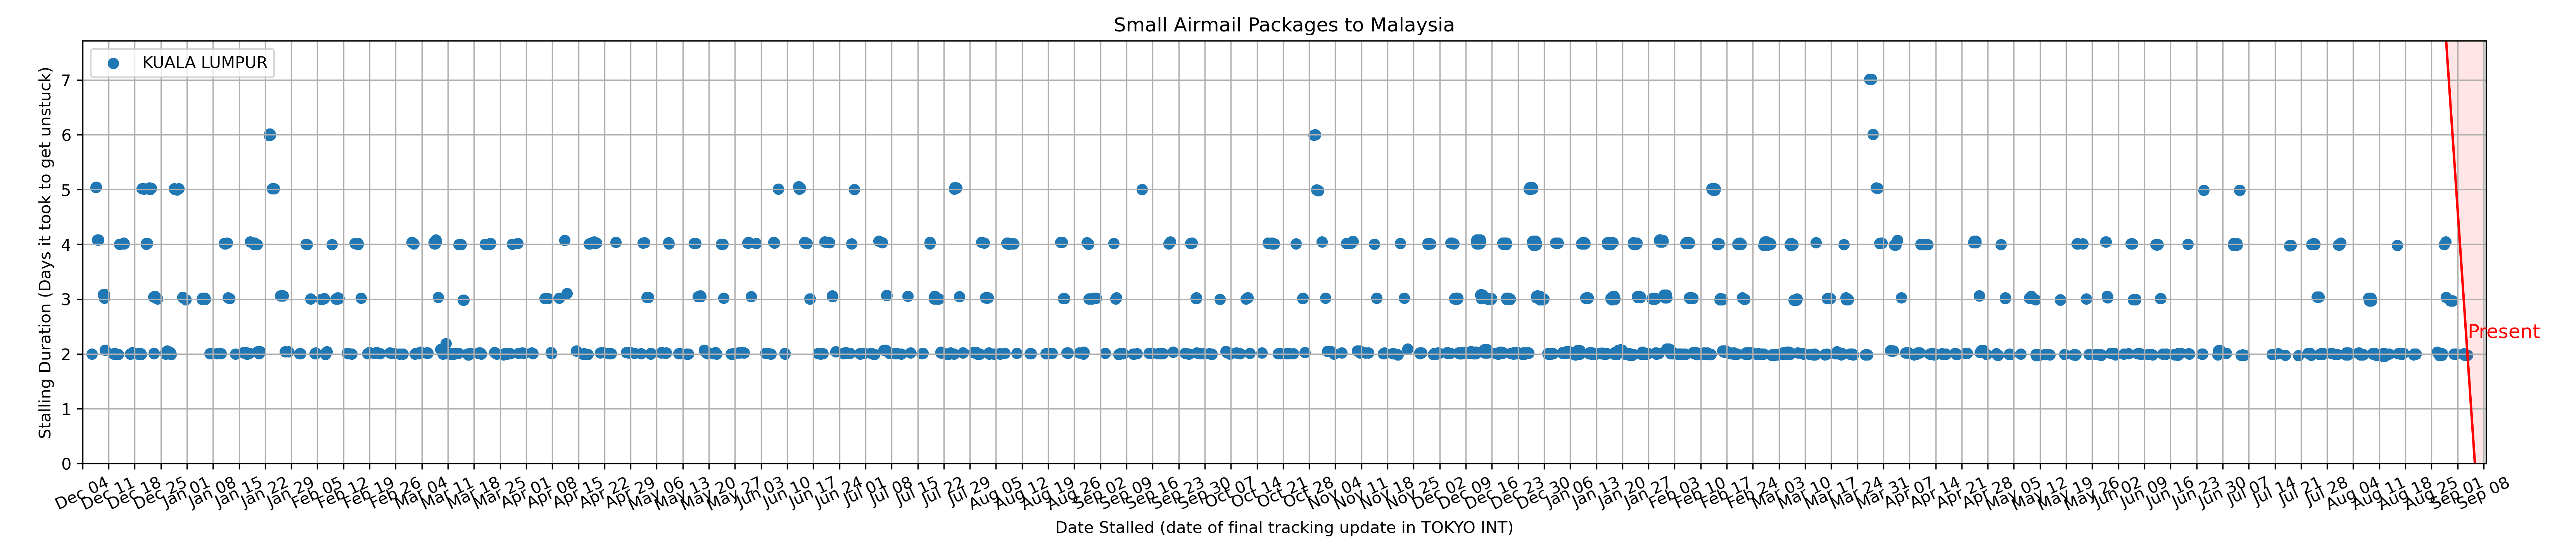 Small Airmail Packages to Malaysia
KUALA LUMPUR
Stalling Duration (Days it took to get unstuck)
7
6
5
4
3
2
1
0
Present
Dec 04 Dec 11 Dec 18 Dec 25 Jan 01 Jan 08 Jan 15 Jan 22 Jan 29 Feb 05 Feb 12 Feb 19 Feb 26 Mar 04 Mar 11 Mar 18 Mar 25 Apr 01 Apr 08 Apr 15 Apr 22 Apr 29 May 06 May 13 May 20 May 27 Jun 03 Jun 10 Jun 17 Jun 24 Jul 01 Jul 08 Jul 15 Jul 22 Jul 29 Aug 05 Aug 12 Aug 19 Aug 26 Sep 02 Sep 09 Sep 16 Sep 23 Sep 30 Oct 07 Oct 14 Oct 21 Oct 28 Nov 04 Nov 11 Nov 18 Nov 25 Dec 02 Dec 09 Dec 16 Dec 23 Dec 30 Jan 06 Jan 13 Jan 20 Jan 27 Feb 03 Feb 10 Feb 17 Feb 24 Mar 03 Mar 10 Mar 17 Mar 24 Mar 31 Apr 07 Apr 14 Apr 21 Apr 28 May 05 May 12 May 19 May 26 Jun 02 Jun 09 Jun 16 Jun 23 Jun 30 Jul 07 Jul 14 Jul 21 Jul 28 Aug 04 Aug 11 Aug 18 Aug 25 Sep 01 Sep 08
Date Stalled (date of final tracking update in TOKYO INT)